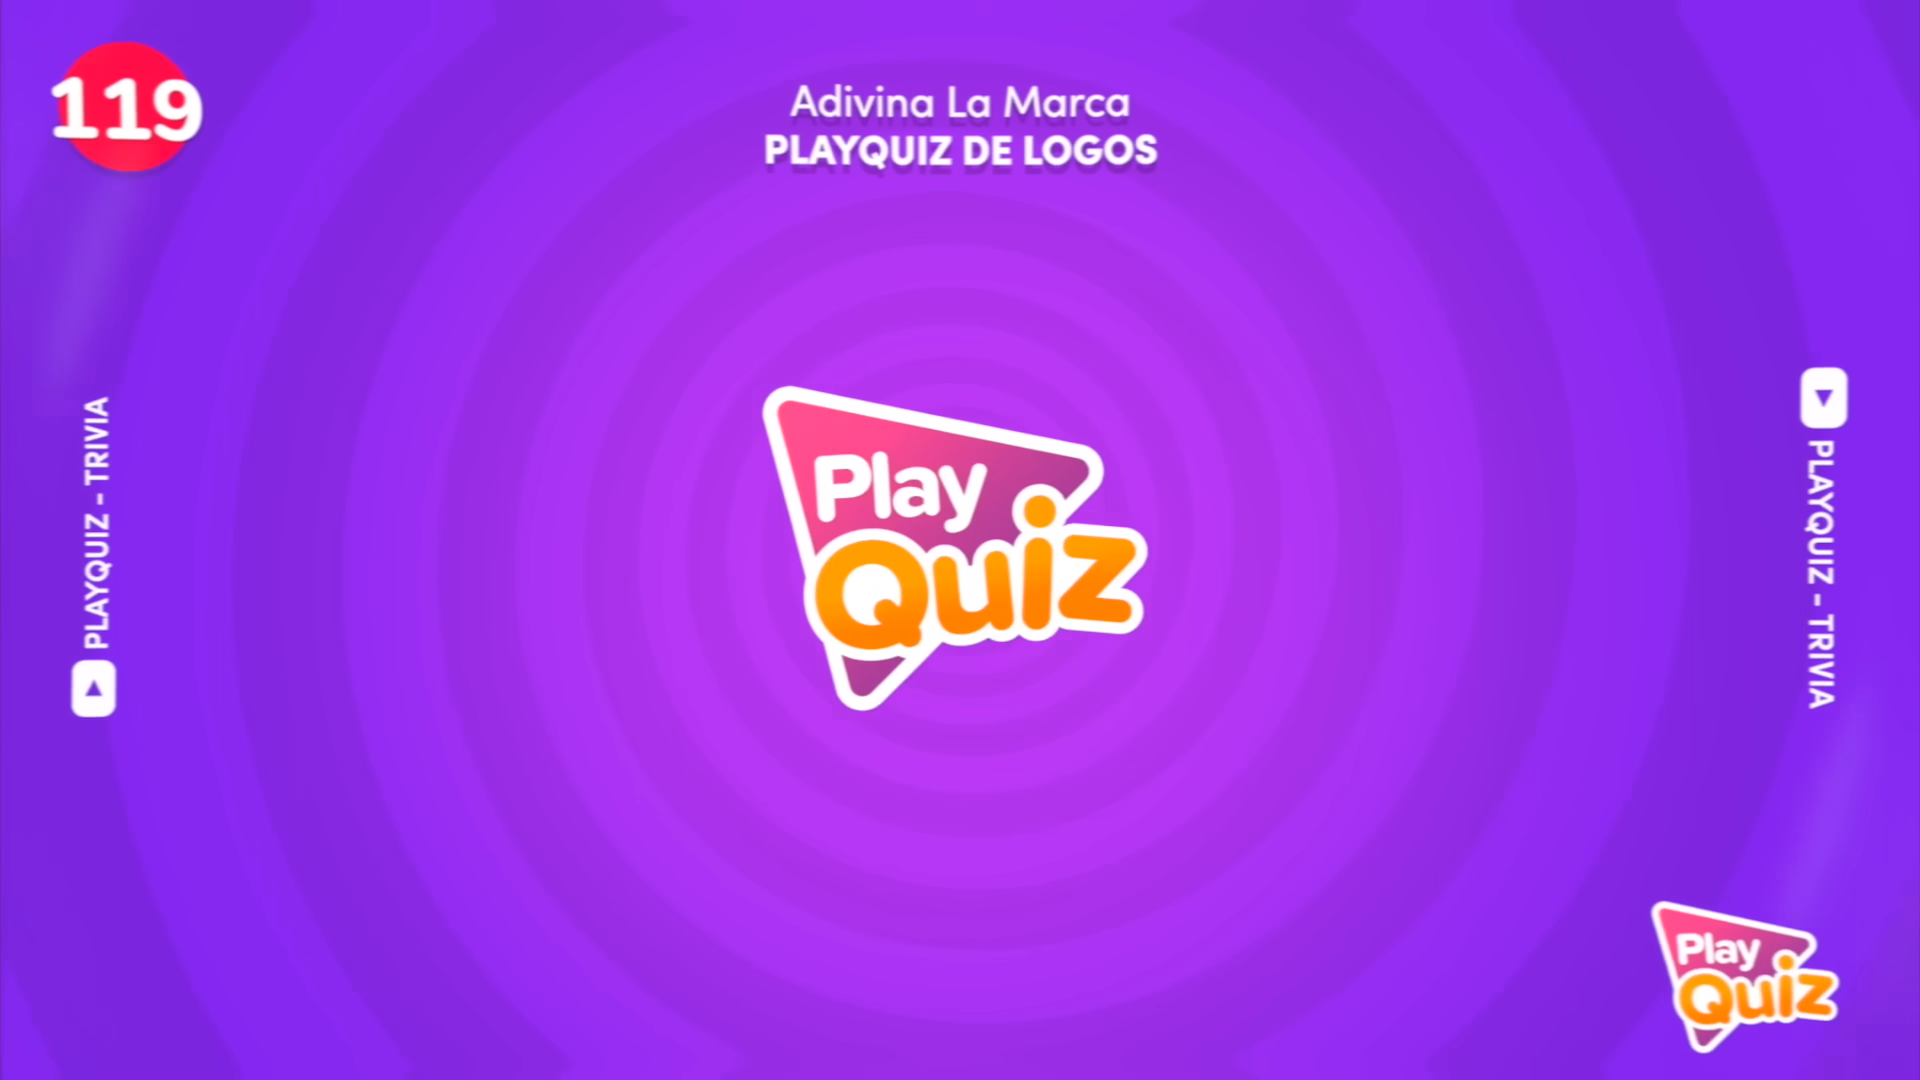 119
Adivina La Marca
PLAYQUIZ DE LOGOS
PLAYQUIZ - TRIVIA
Play
Quiz
PLAYQUIZ - TRIVIA
Play
Quiz